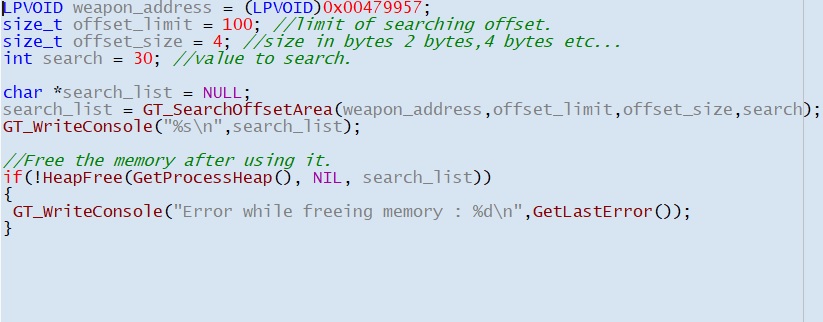 LPVOID weapon_address = (LPVOID)0x00479957;
size_t offset_limit = 100; //limit of searching offset.
size_t offset_size = 4; //size in bytes 2 bytes,4 bytes etc...
int search = 30; //value to search.
char *search_list = NULL;
search_list = GT_SearchOffsetArea(weapon_address,offset_limit,offset_size,search);
GT_WriteConsole("%s\n",search_list);
//Free the memory after using it.
if(!HeapFree(GetProcessHeap(), NIL, search_list))
{
GT_WriteConsole("Error while freeing memory : %d\n",GetLastError());
}